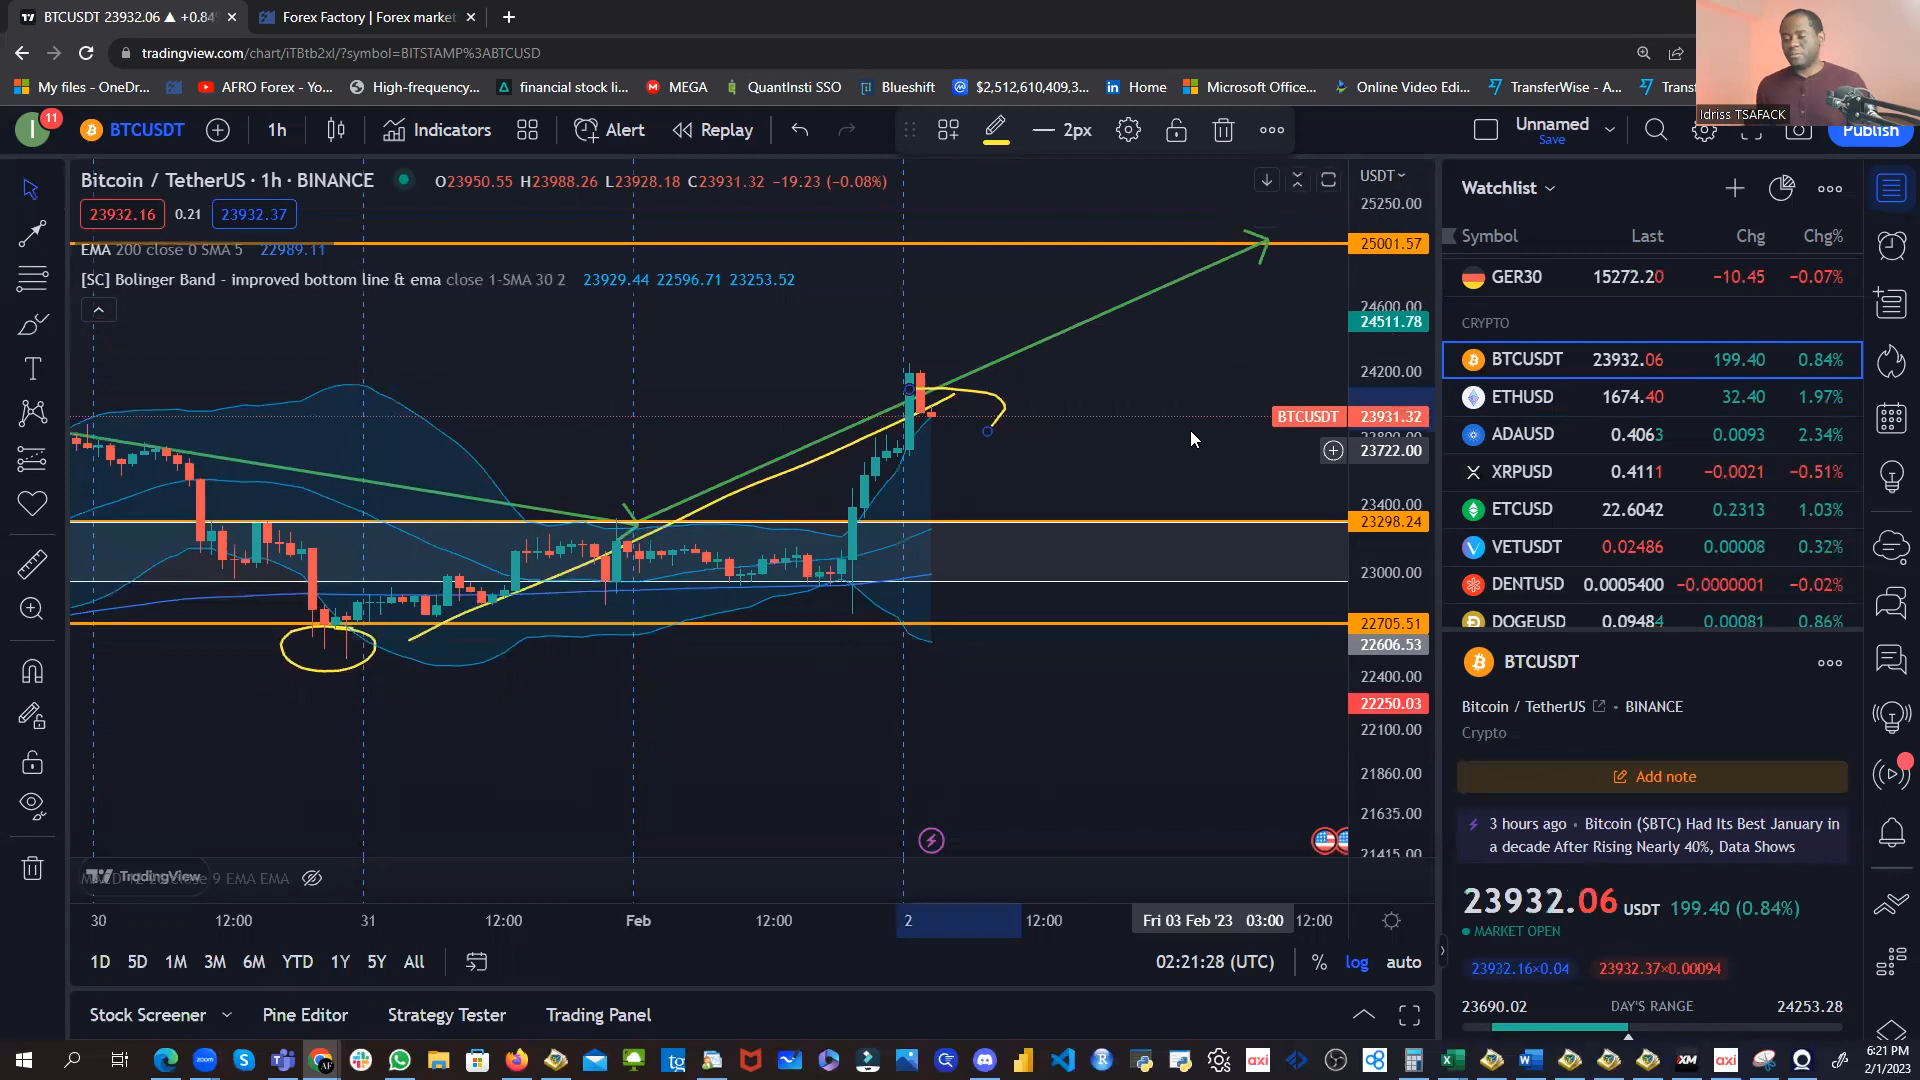 BTCUSDT 23932.06 ▲ +0.84
Forex Factory | Forex market
tradingview.com/chart/iTBtb2xl/?symbol=BITSTAMP%3ABTCUSD
My files - OneDr...
AFRO Forex - Yo...
High-frequency...
financial stock li...
MEGA
QuantInsti SSO
Blueshift
$2,512,610,409,3...
Home
Microsoft Office...
Online Video Edi...
TransferWise - A...
Idriss TSAFACK
I
11
BTCUSDT
1h
Indicators
Alert
Replay
2px
Unnamed
Save
Publish
Bitcoin / TetherUS · 1h · BINANCE
O23950.55 H23988.26 L23928.18 C23931.32 −19.23 (−0.08%)
23932.16 0.21 23932.37
EMA 200 close 0 SMA 5 22989.11
[SC] Bolinger Band - improved bottom line & ema close 1-SMA 30 2 23929.44 22596.71 23253.52
USDT
25250.00
25001.57
24600.00
24511.78
24200.00
BTCUSDT 23931.32
23722.00
23400.00
23298.24
23000.00
22705.51
22606.53
22400.00
22250.03
22100.00
21860.00
21635.00
21415.00
TradingView
30
12:00
31
12:00
Feb
12:00
2
12:00
Fri 03 Feb '23 03:00
12:00
1D 5D 1M 3M 6M YTD 1Y 5Y All
02:21:28 (UTC)
% log auto
Stock Screener
Pine Editor
Strategy Tester
Trading Panel
Watchlist
Symbol Last Chg Chg%
GER30 15272.20 −10.45 −0.07%
CRYPTO
BTCUSDT 23932.06 199.40 0.84%
ETHUSD 1674.40 32.40 1.97%
ADAUSD 0.4063 0.0093 2.34%
XRPUSD 0.4111 −0.0021 −0.51%
ETCUSD 22.6042 0.2313 1.03%
VETUSDT 0.02486 0.00008 0.32%
DENTUSD 0.0005400 −0.0000001 −0.02%
DOGEUSD 0.09484 0.00081 0.86%
BTCUSDT
Bitcoin / TetherUS · BINANCE
Crypto
Add note
3 hours ago · Bitcoin ($BTC) Had Its Best January in
a decade After Rising Nearly 40%, Data Shows
23932.06 USDT 199.40 (0.84%)
MARKET OPEN
23932.16×0.04 23932.37×0.00094
23690.02 DAY'S RANGE 24253.28
6:21 PM
2/1/2023